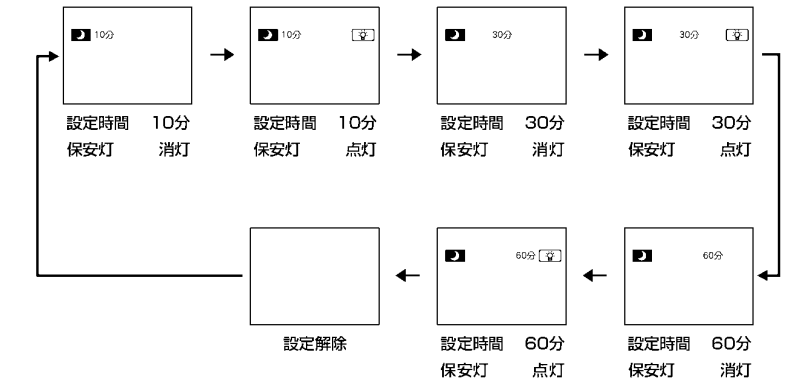 10分
10分
30分
30分
設定時間 10分
保安灯 消灯
設定時間 10分
保安灯 点灯
設定時間 30分
保安灯 消灯
設定時間 30分
保安灯 点灯
60分
60分
設定解除
設定時間 60分
保安灯 点灯
設定時間 60分
保安灯 消灯